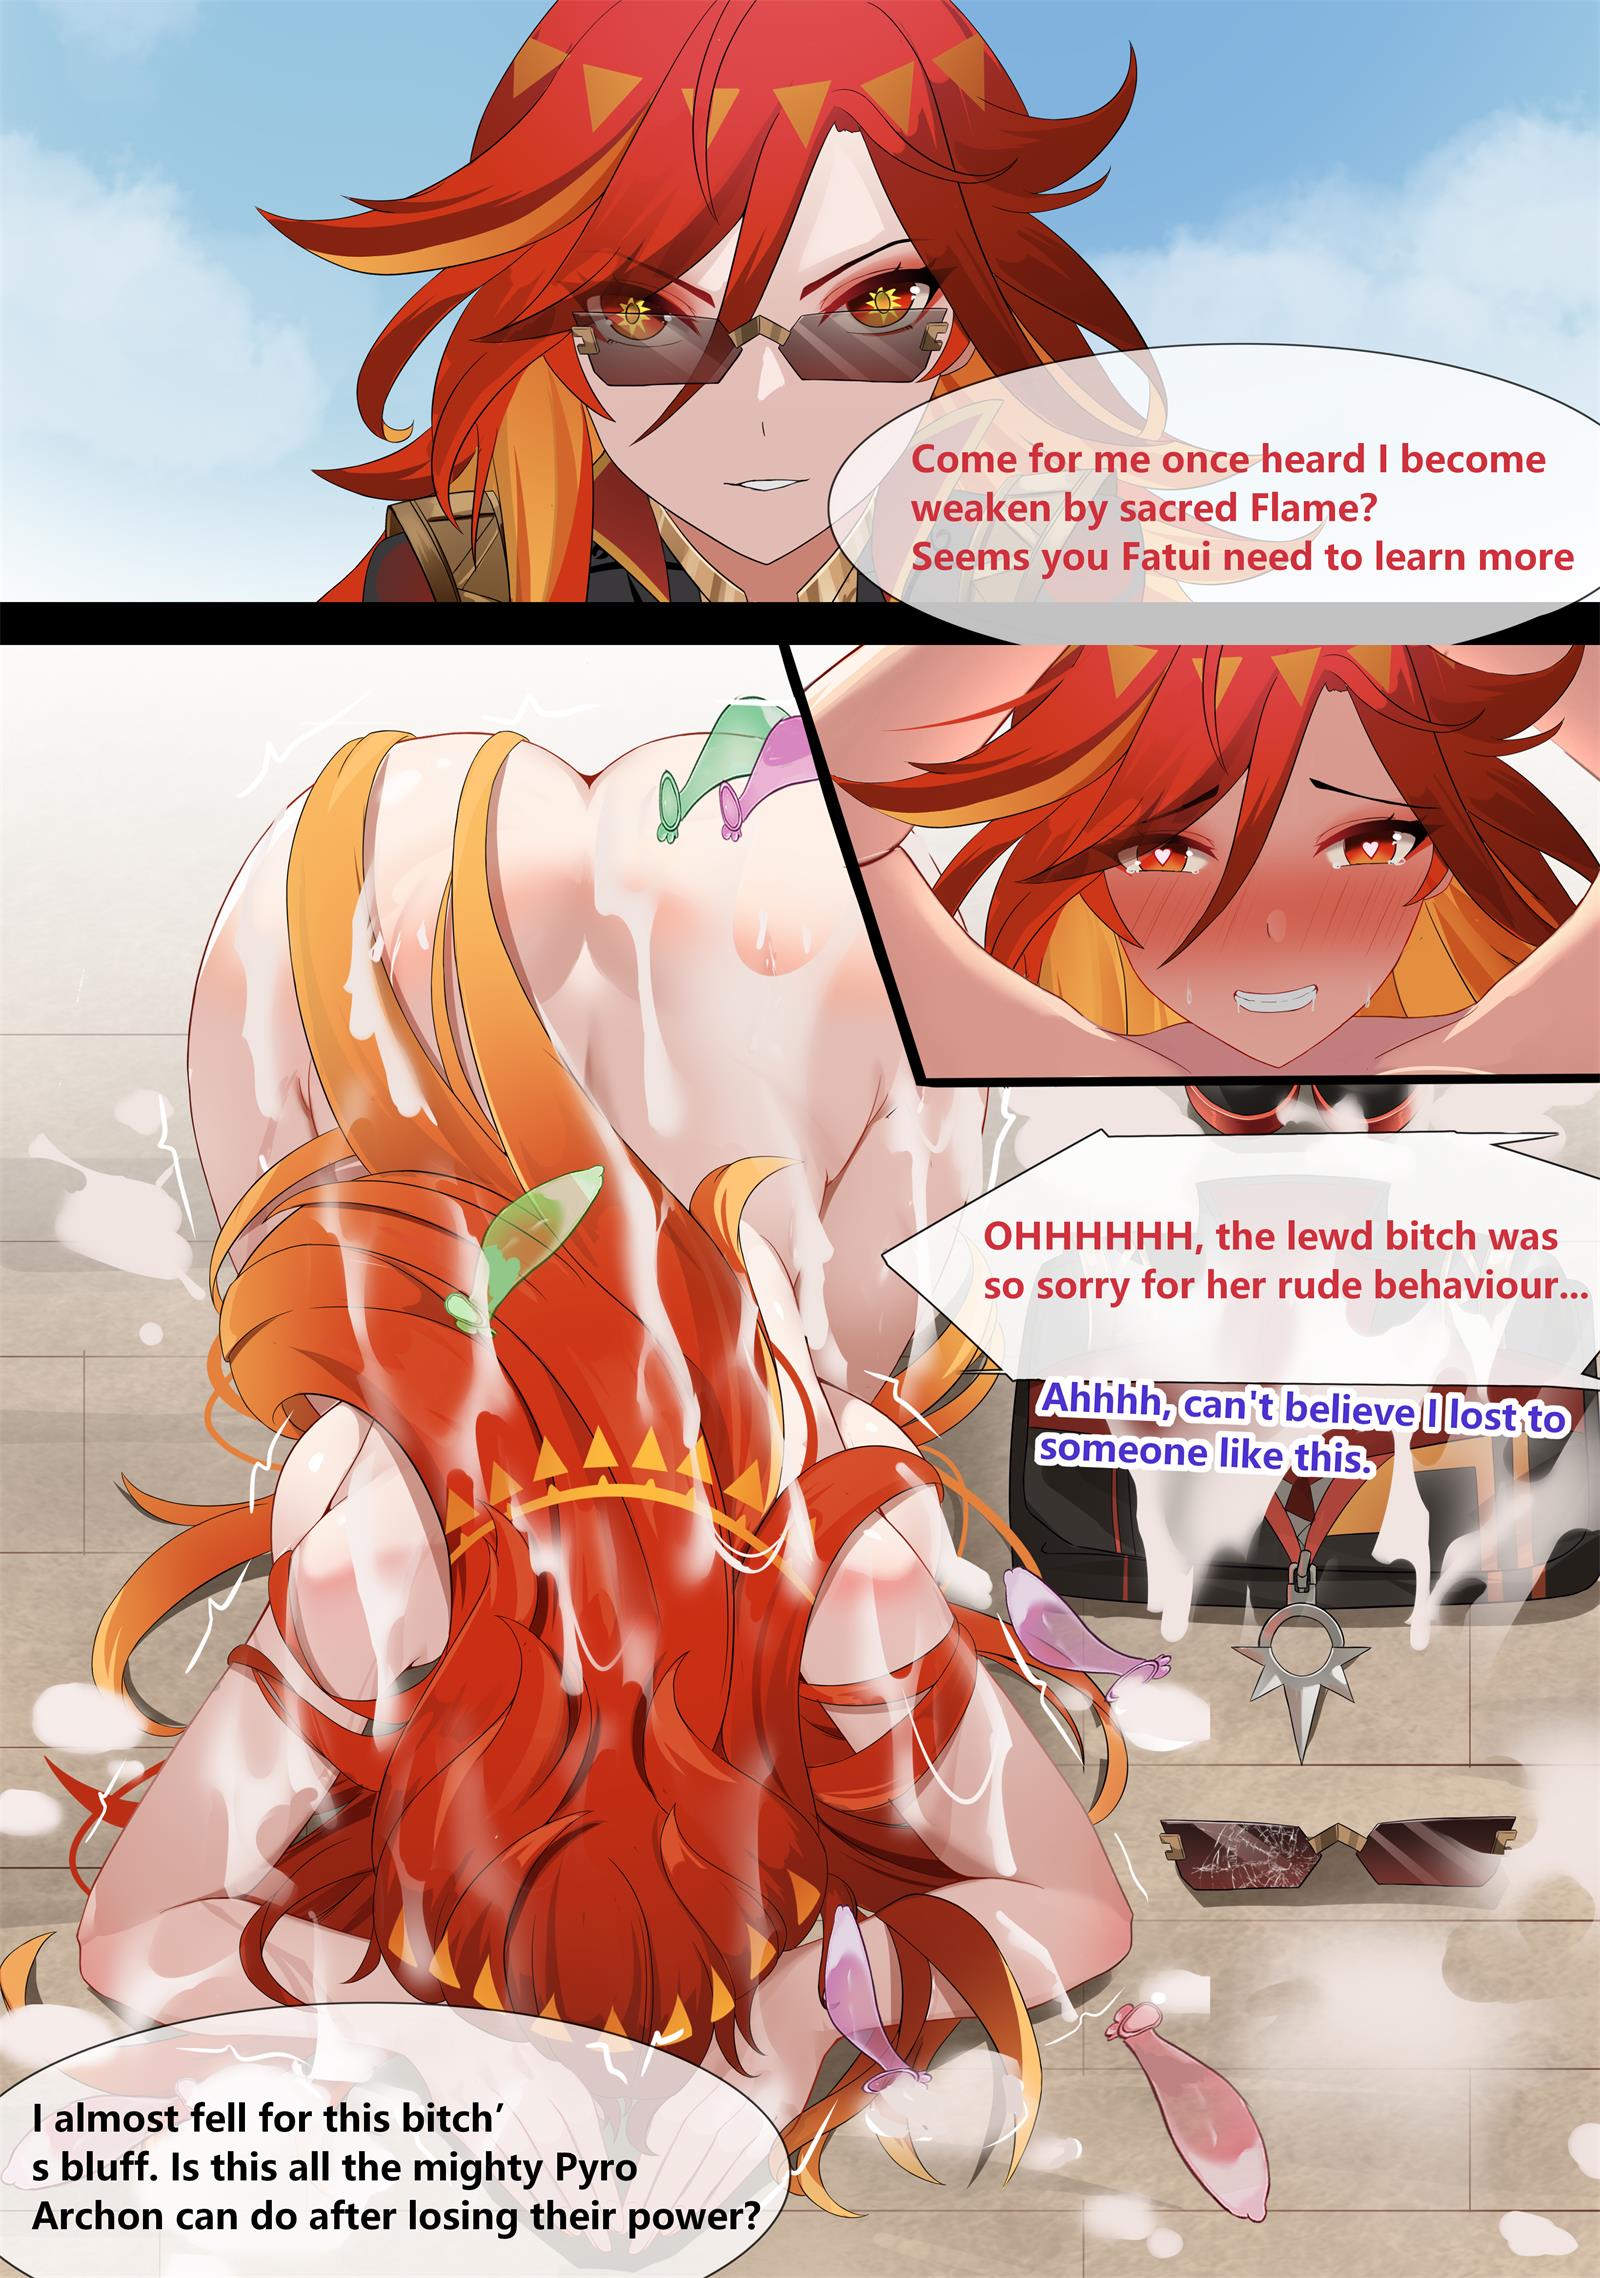 Come for me once heard I become
weaken by sacred Flame?
Seems you Fatui need to learn more
OHHHHHH, the lewd bitch was
so sorry for her rude behaviour...
Ahhhh, can't believe I lost to
someone like this.
I almost fell for this bitch’
s bluff. Is this all the mighty Pyro
Archon can do after losing their power?